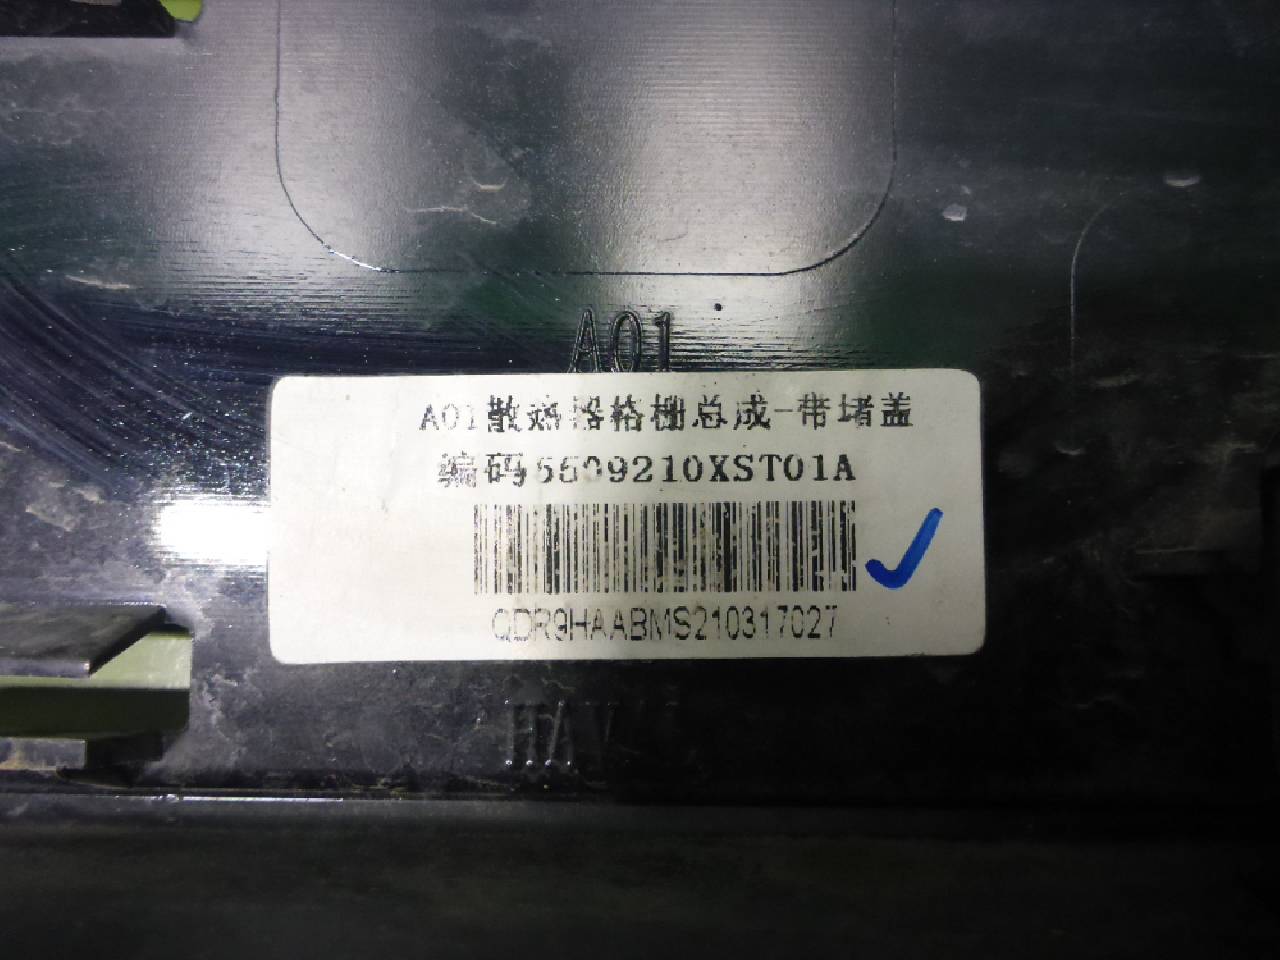 A01
A01散热器格栅总成-带堵盖
编码5509210XST01A
QDR9HAABMS210317027